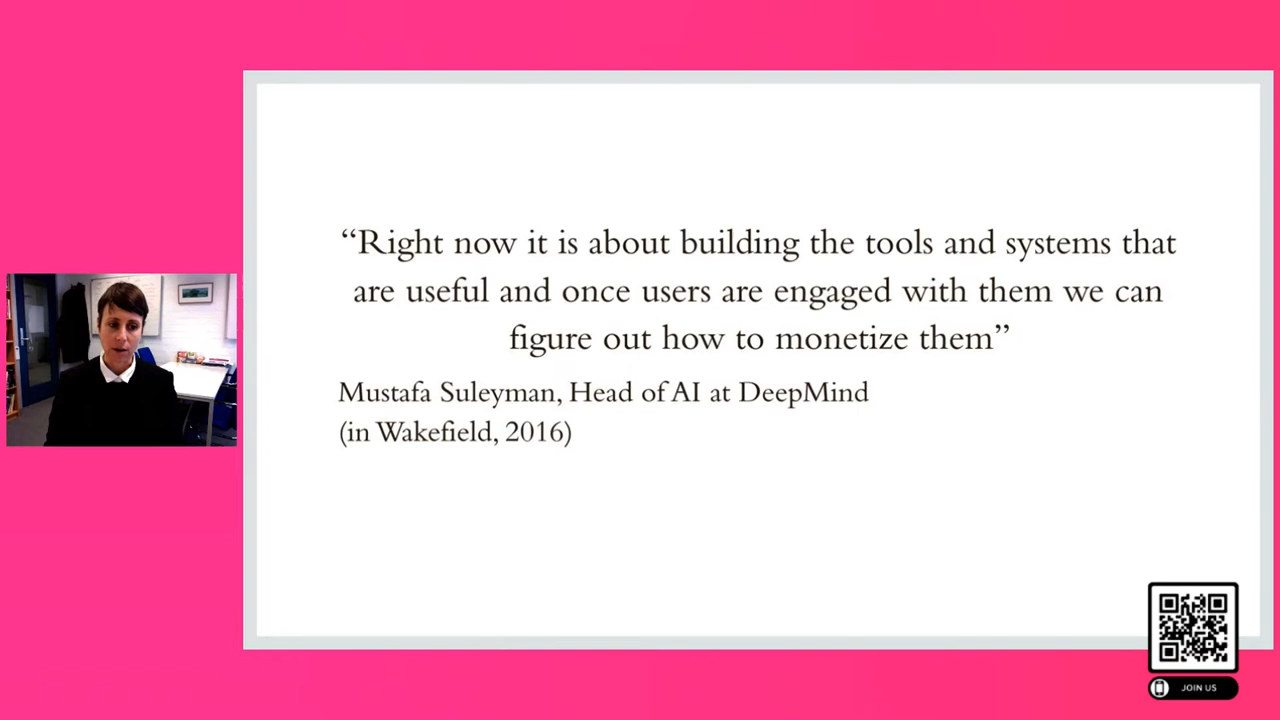 “Right now it is about building the tools and systems that
are useful and once users are engaged with them we can
figure out how to monetize them”
Mustafa Suleyman, Head of AI at DeepMind
(in Wakefield, 2016)
JOIN US